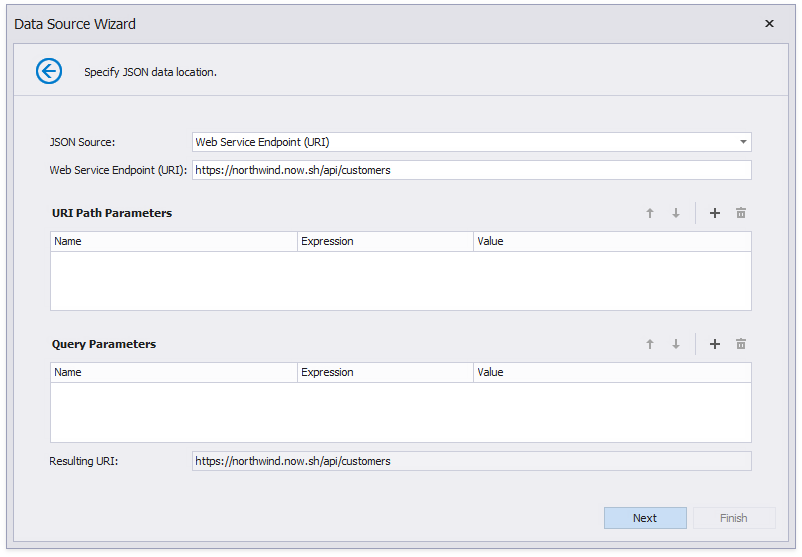 Data Source Wizard
Specify JSON data location.
JSON Source: Web Service Endpoint (URI)
Web Service Endpoint (URI): https://northwind.now.sh/api/customers
URI Path Parameters
Name Expression Value
Query Parameters
Name Expression Value
Resulting URI: https://northwind.now.sh/api/customers
Next Finish